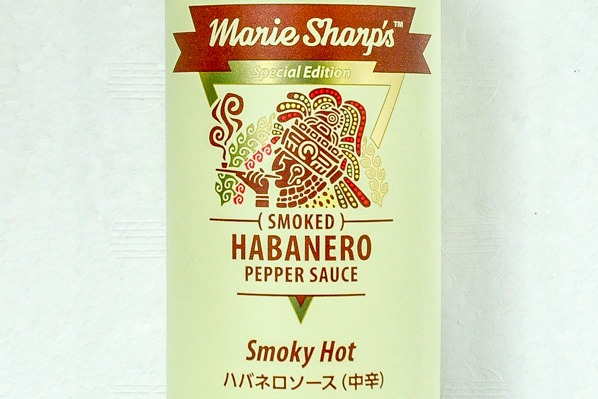 Marie Sharp's™
Special Edition
( SMOKED )
HABANERO
PEPPER SAUCE
Smoky Hot
ハバネロソース(中辛)